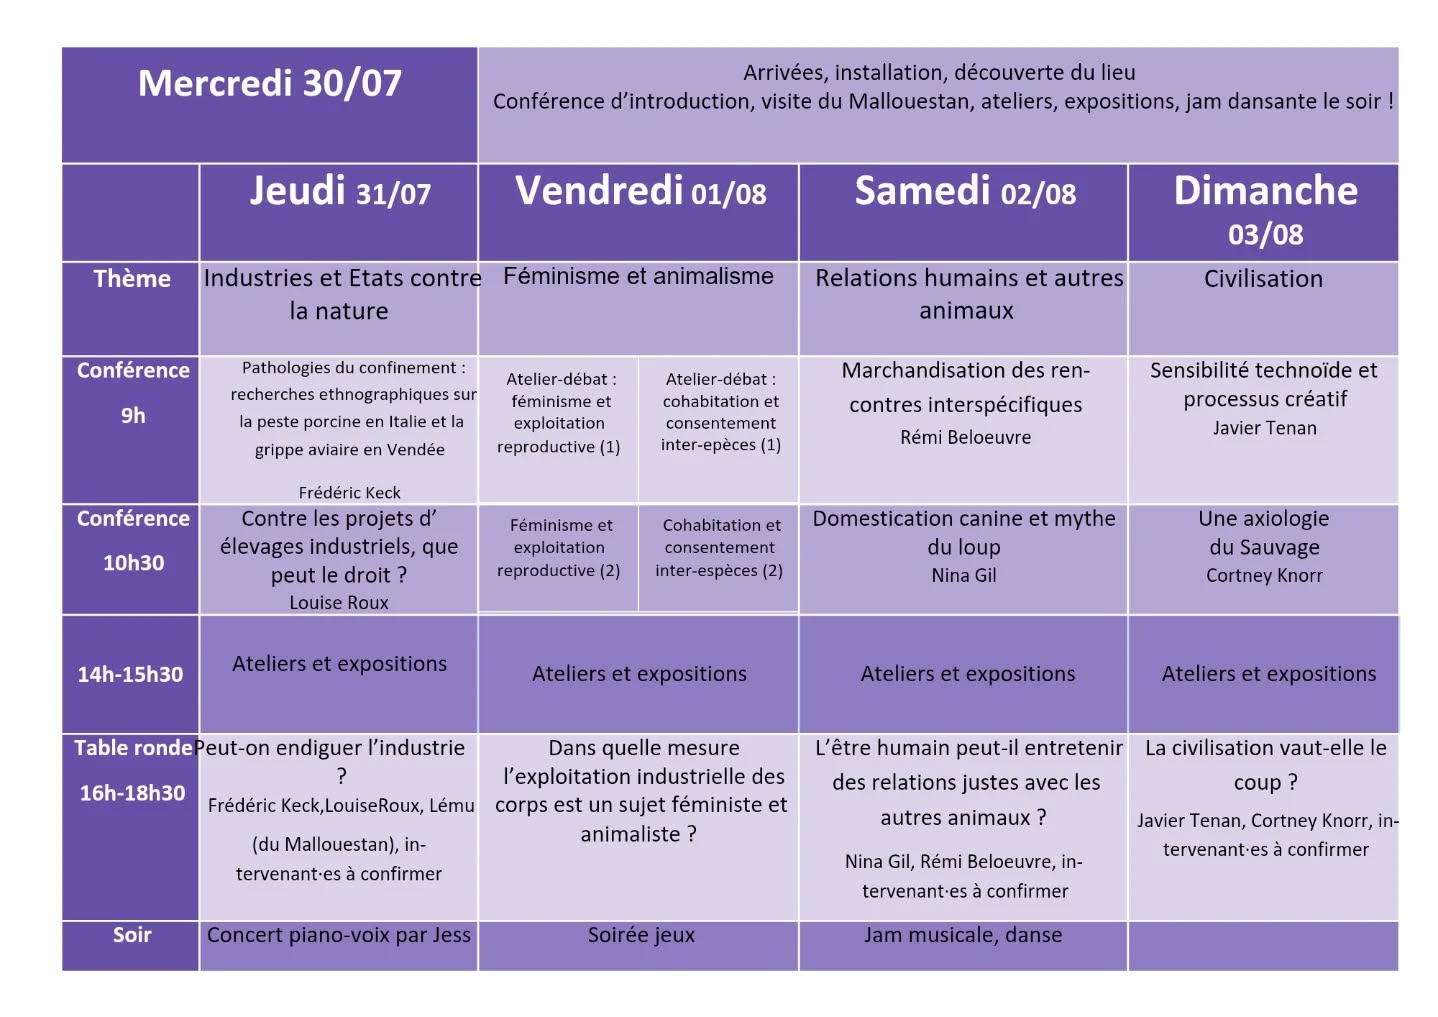 Mercredi 30/07
Arrivées, installation, découverte du lieu
Conférence d’introduction, visite du Mallouestan, ateliers, expositions, jam dansante le soir !
Jeudi 31/07
Vendredi 01/08
Samedi 02/08
Dimanche
03/08
Thème
Industries et Etats contre
la nature
Féminisme et animalisme
Relations humains et autres
animaux
Civilisation
Conférence
9h
Pathologies du confinement :
recherches ethnographiques sur
la peste porcine en Italie et la
grippe aviaire en Vendée
Frédéric Keck
Atelier-débat :
féminisme et
exploitation
reproductive (1)
Atelier-débat :
cohabitation et
consentement
inter-epèces (1)
Marchandisation des ren-
contres interspécifiques
Rémi Beloeuvre
Sensibilité technoïde et
processus créatif
Javier Tenan
Conférence
10h30
Contre les projets d’
élevages industriels, que
peut le droit ?
Louise Roux
Féminisme et
exploitation
reproductive (2)
Cohabitation et
consentement
inter-espèces (2)
Domestication canine et mythe
du loup
Nina Gil
Une axiologie
du Sauvage
Cortney Knorr
14h-15h30
Ateliers et expositions
Ateliers et expositions
Ateliers et expositions
Ateliers et expositions
Table ronde
16h-18h30
Peut-on endiguer l’industrie
?
Frédéric Keck,LouiseRoux, Lému
(du Mallouestan), in-
tervenant·es à confirmer
Dans quelle mesure
l’exploitation industrielle des
corps est un sujet féministe et
animaliste ?
L’être humain peut-il entretenir
des relations justes avec les
autres animaux ?
Nina Gil, Rémi Beloeuvre, in-
tervenant·es à confirmer
La civilisation vaut-elle le
coup ?
Javier Tenan, Cortney Knorr, in-
tervenant·es à confirmer
Soir
Concert piano-voix par Jess
Soirée jeux
Jam musicale, danse